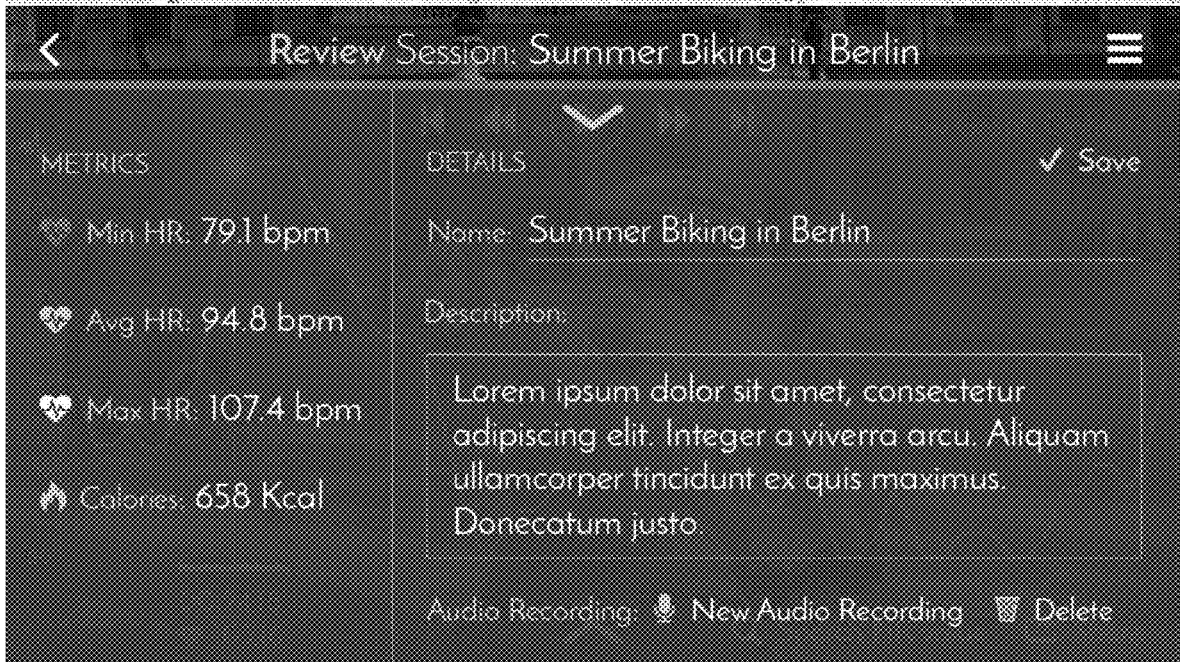 Review Session: Summer Biking in Berlin
METRICS
Min HR: 79.1 bpm
Avg HR: 94.8 bpm
Max HR: 107.4 bpm
Calories: 658 Kcal
DETAILS
Save
Name: Summer Biking in Berlin
Description:
Lorem ipsum dolor sit amet, consectetur
adipiscing elit. Integer a viverra arcu. Aliquam
ullamcorper tincidunt ex quis maximus.
Donecatum justo.
Audio Recording: New Audio Recording Delete